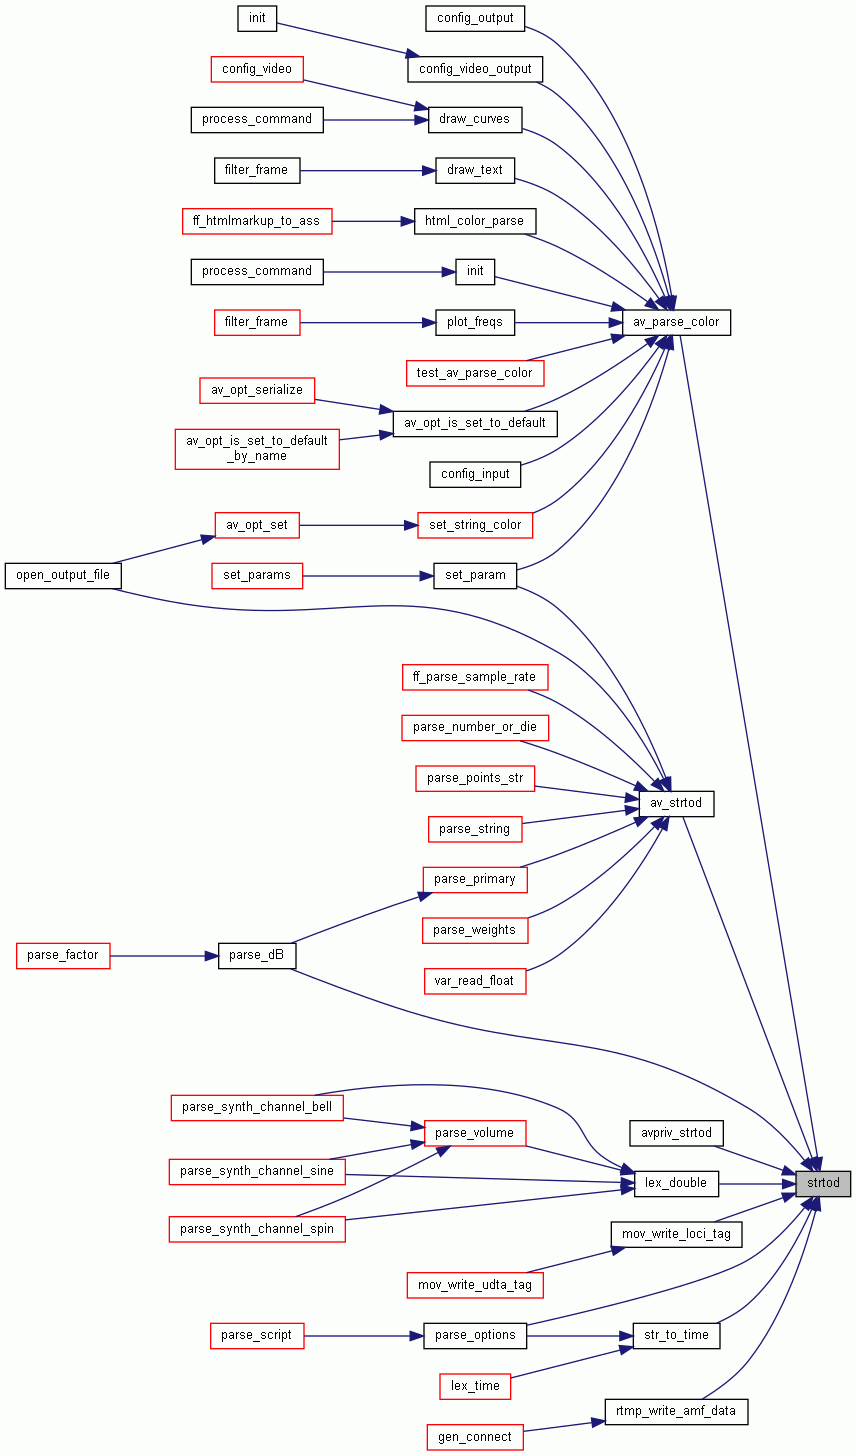 init
config_output
config_video
config_video_output
process_command
draw_curves
filter_frame
draw_text
ff_htmlmarkup_to_ass
html_color_parse
process_command
init
filter_frame
plot_freqs
av_parse_color
test_av_parse_color
av_opt_serialize
av_opt_is_set_to_default
av_opt_is_set_to_default
_by_name
config_input
av_opt_set
set_string_color
open_output_file
set_params
set_param
ff_parse_sample_rate
parse_number_or_die
parse_points_str
av_strtod
parse_string
parse_primary
parse_weights
parse_factor
parse_dB
var_read_float
parse_synth_channel_bell
parse_volume
avpriv_strtod
parse_synth_channel_sine
lex_double
strtod
parse_synth_channel_spin
mov_write_loci_tag
mov_write_udta_tag
parse_script
parse_options
str_to_time
lex_time
rtmp_write_amf_data
gen_connect